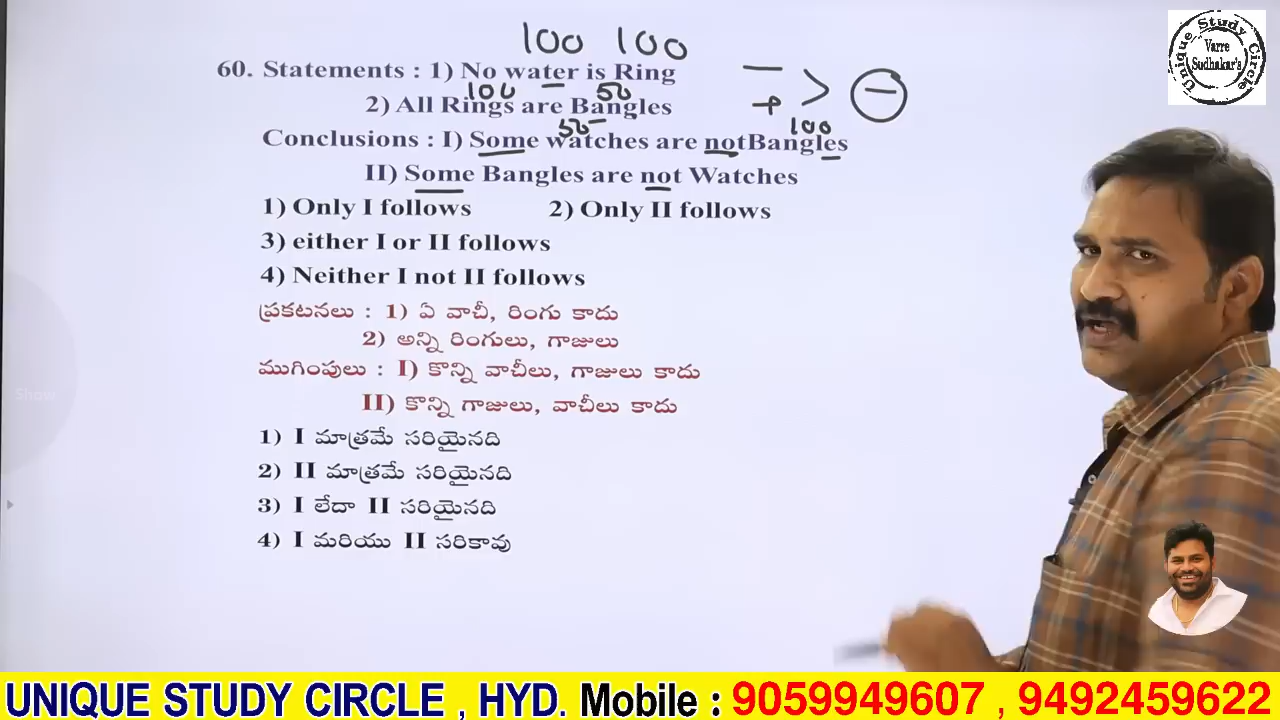 100 100
60. Statements : 1) No water is Ring
100 50
2) All Rings are Bangles
50 100
Conclusions : I) Some watches are notBangles
II) Some Bangles are not Watches
1) Only I follows 2) Only II follows
3) either I or II follows
4) Neither I not II follows
ప్రకటనలు : 1) ఏ వాచీ, రింగు కాదు
2) అన్ని రింగులు, గాజులు
ముగింపులు : I) కొన్ని వాచీలు, గాజులు కాదు
II) కొన్ని గాజులు, వాచీలు కాదు
1) I మాత్రమే సరియైనది
2) II మాత్రమే సరియైనది
3) I లేదా II సరియైనది
4) I మరియు II సరికావు
Unique Study Circle
Varre
Sudhakar's
Show
UNIQUE STUDY CIRCLE , HYD. Mobile : 9059949607 , 9492459622